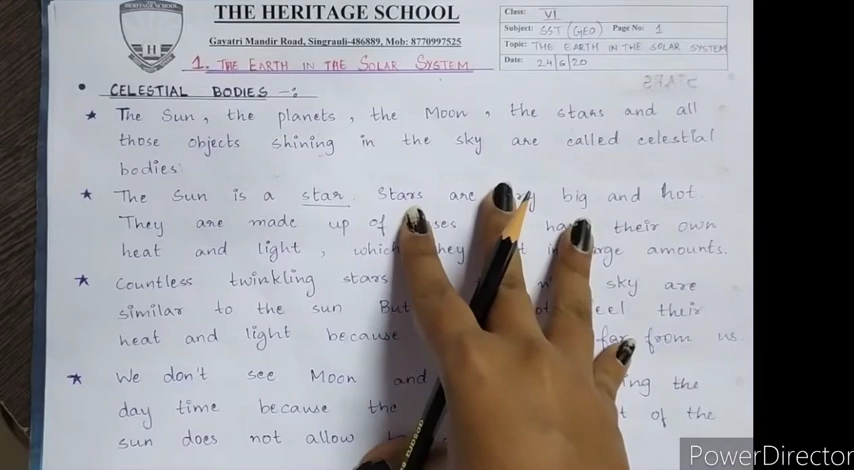 THE HERITAGE SCHOOL
Gayatri Mandir Road, Singrauli-486889, Mob: 8770997525
Class: VI
Subject: SST (GEO) Page No: 1
Topic: THE EARTH IN THE SOLAR SYSTEM
Date: 24/6/20
1. THE EARTH IN THE SOLAR SYSTEM
STARS
• CELESTIAL BODIES -:
★ The Sun, the planets, the Moon, the stars and all
those objects shining in the sky are called celestial
bodies.
★ The Sun is a star. Stars are big and hot.
They are made up of their own
heat and light, which amounts.
★ Countless twinkling stars sky are
similar to the sun But feel their
heat and light because far from us.
★ We don't see Moon and the
day time because the of the
sun does not allow
PowerDirector